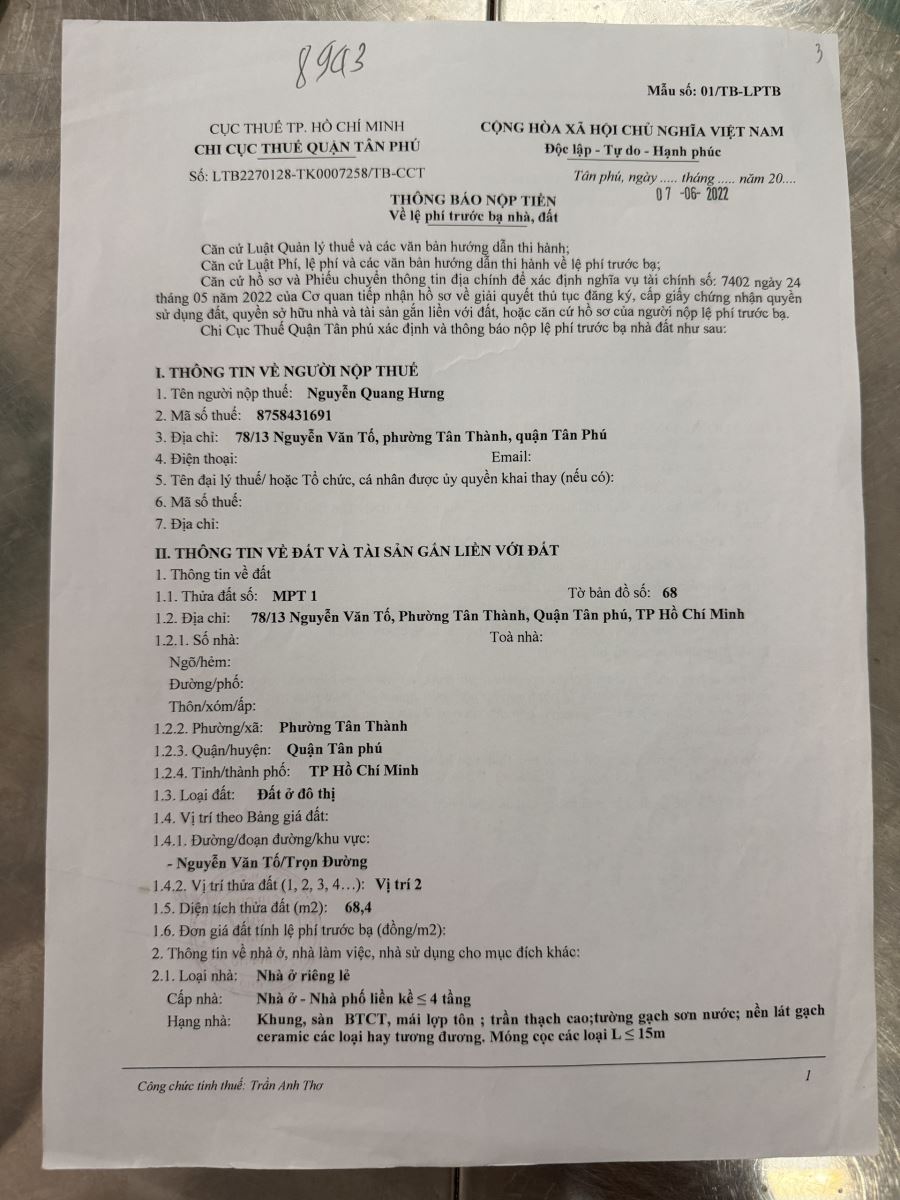 8943
3
Mẫu số: 01/TB-LPTB
CỤC THUẾ TP. HỒ CHÍ MINH
CHI CỤC THUẾ QUẬN TÂN PHÚ
Số: LTB2270128-TK0007258/TB-CCT
CỘNG HÒA XÃ HỘI CHỦ NGHĨA VIỆT NAM
Độc lập - Tự do - Hạnh phúc
Tân phú, ngày ..... tháng ..... năm 20....
07 -06- 2022
THÔNG BÁO NỘP TIỀN
Về lệ phí trước bạ nhà, đất
Căn cứ Luật Quản lý thuế và các văn bản hướng dẫn thi hành;
Căn cứ Luật Phí, lệ phí và các văn bản hướng dẫn thi hành về lệ phí trước bạ;
Căn cứ hồ sơ và Phiếu chuyển thông tin địa chính để xác định nghĩa vụ tài chính số: 7402 ngày 24
tháng 05 năm 2022 của Cơ quan tiếp nhận hồ sơ về giải quyết thủ tục đăng ký, cấp giấy chứng nhận quyền
sử dụng đất, quyền sở hữu nhà và tài sản gắn liền với đất, hoặc căn cứ hồ sơ của người nộp lệ phí trước bạ.
Chi Cục Thuế Quận Tân phú xác định và thông báo nộp lệ phí trước bạ nhà đất như sau:
I. THÔNG TIN VỀ NGƯỜI NỘP THUẾ
1. Tên người nộp thuế: Nguyễn Quang Hưng
2. Mã số thuế: 8758431691
3. Địa chỉ: 78/13 Nguyễn Văn Tố, phường Tân Thành, quận Tân Phú
4. Điện thoại: Email:
5. Tên đại lý thuế/ hoặc Tổ chức, cá nhân được ủy quyền khai thay (nếu có):
6. Mã số thuế:
7. Địa chỉ:
II. THÔNG TIN VỀ ĐẤT VÀ TÀI SẢN GẮN LIỀN VỚI ĐẤT
1. Thông tin về đất
1.1. Thửa đất số: MPT 1 Tờ bản đồ số: 68
1.2. Địa chỉ: 78/13 Nguyễn Văn Tố, Phường Tân Thành, Quận Tân phú, TP Hồ Chí Minh
1.2.1. Số nhà: Toà nhà:
Ngõ/hẻm:
Đường/phố:
Thôn/xóm/ấp:
1.2.2. Phường/xã: Phường Tân Thành
1.2.3. Quận/huyện: Quận Tân phú
1.2.4. Tỉnh/thành phố: TP Hồ Chí Minh
1.3. Loại đất: Đất ở đô thị
1.4. Vị trí theo Bảng giá đất:
1.4.1. Đường/đoạn đường/khu vực:
- Nguyễn Văn Tố/Trọn Đường
1.4.2. Vị trí thửa đất (1, 2, 3, 4…): Vị trí 2
1.5. Diện tích thửa đất (m2): 68,4
1.6. Đơn giá đất tính lệ phí trước bạ (đồng/m2):
2. Thông tin về nhà ở, nhà làm việc, nhà sử dụng cho mục đích khác:
2.1. Loại nhà: Nhà ở riêng lẻ
Cấp nhà: Nhà ở - Nhà phố liền kề ≤ 4 tầng
Hạng nhà: Khung, sàn BTCT, mái lợp tôn ; trần thạch cao;tường gạch sơn nước; nền lát gạch
ceramic các loại hay tương đương. Móng cọc các loại L ≤ 15m
Công chức tính thuế: Trần Anh Thơ
1